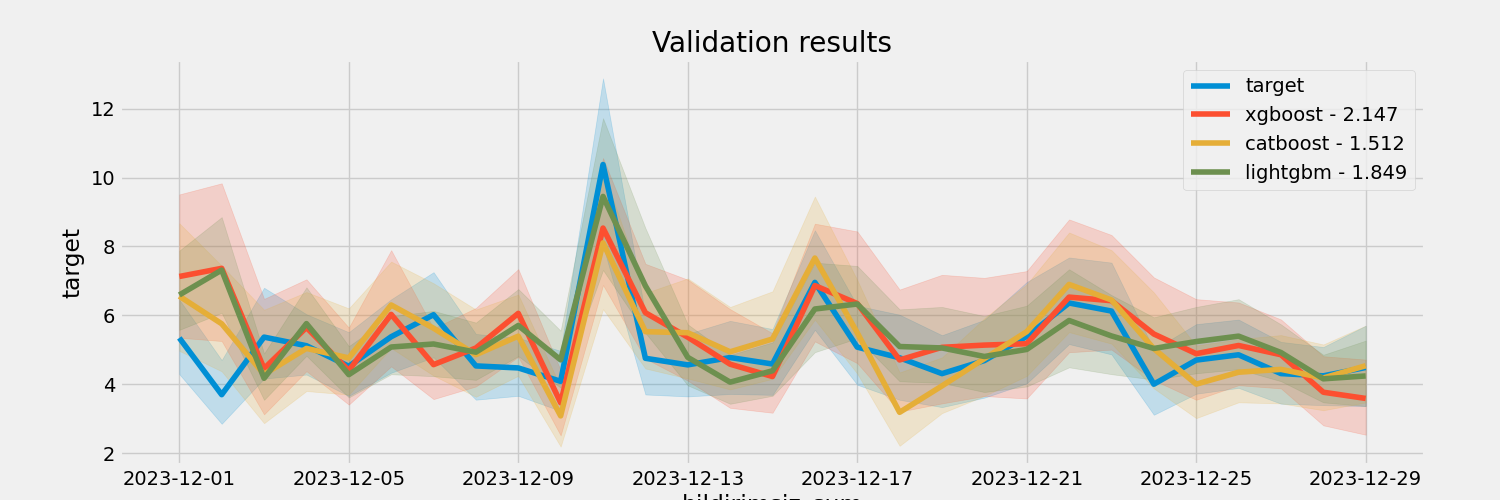 Validation results
target
xgboost - 2.147
catboost - 1.512
lightgbm - 1.849
target
12
10
8
6
4
2
2023-12-01 2023-12-05 2023-12-09 2023-12-13 2023-12-17 2023-12-21 2023-12-25 2023-12-29